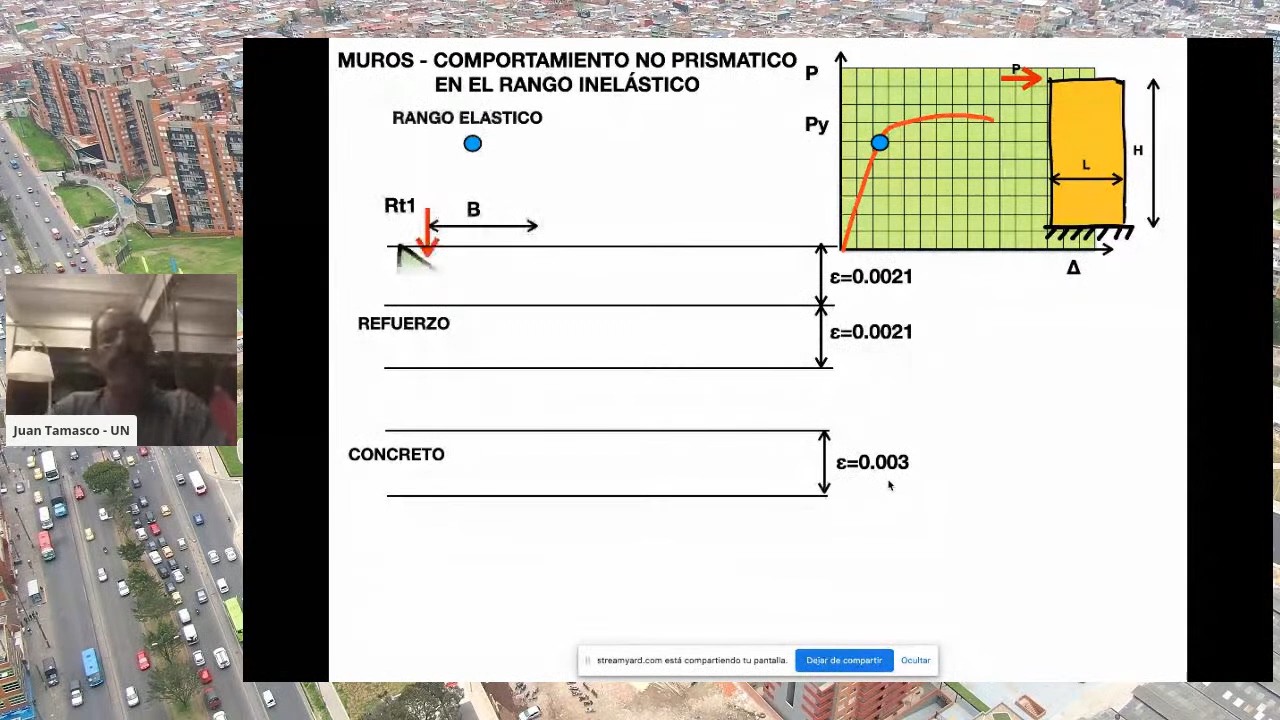 MUROS - COMPORTAMIENTO NO PRISMATICO
EN EL RANGO INELÁSTICO
RANGO ELASTICO
P
Py
P
H
L
Δ
Rt1
B
ε=0.0021
REFUERZO
ε=0.0021
CONCRETO
ε=0.003
Juan Tamasco - UN
streamyard.com está compartiendo tu pantalla.
Dejar de compartir
Ocultar